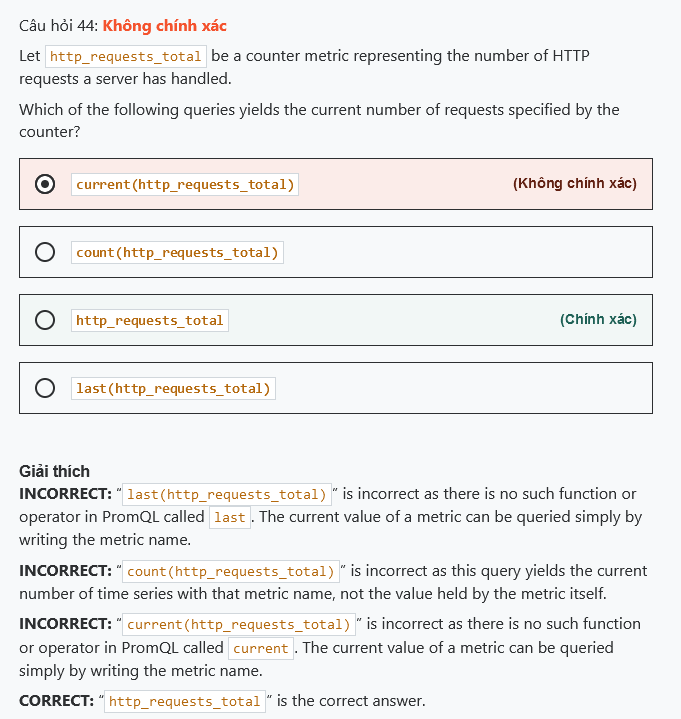 Câu hỏi 44: Không chính xác
Let http_requests_total be a counter metric representing the number of HTTP
requests a server has handled.
Which of the following queries yields the current number of requests specified by the
counter?
current(http_requests_total) (Không chính xác)
count(http_requests_total)
http_requests_total (Chính xác)
last(http_requests_total)
Giải thích
INCORRECT: “last(http_requests_total)” is incorrect as there is no such function or
operator in PromQL called last. The current value of a metric can be queried simply by
writing the metric name.
INCORRECT: “count(http_requests_total)” is incorrect as this query yields the current
number of time series with that metric name, not the value held by the metric itself.
INCORRECT: “current(http_requests_total)” is incorrect as there is no such function
or operator in PromQL called current. The current value of a metric can be queried
simply by writing the metric name.
CORRECT: “http_requests_total” is the correct answer.